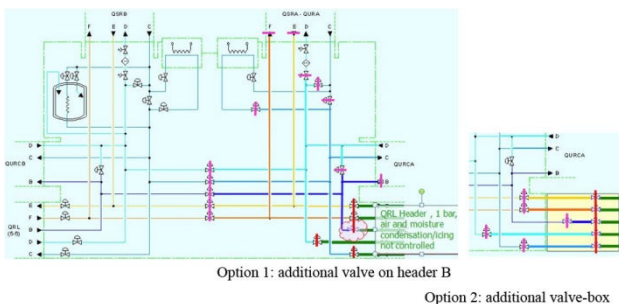 QSRB
QSRA - QURA
F E D C
F E D C
D
C
QURCB
B
D
C
QURCA
B
E
F
QRL
B
(5-6)
D
C
QRL Header , 1 bar,
air and moisture
condensation/icing
not controlled
Option 1: additional valve on header B
D
C
QURCA
B
Option 2: additional valve-box